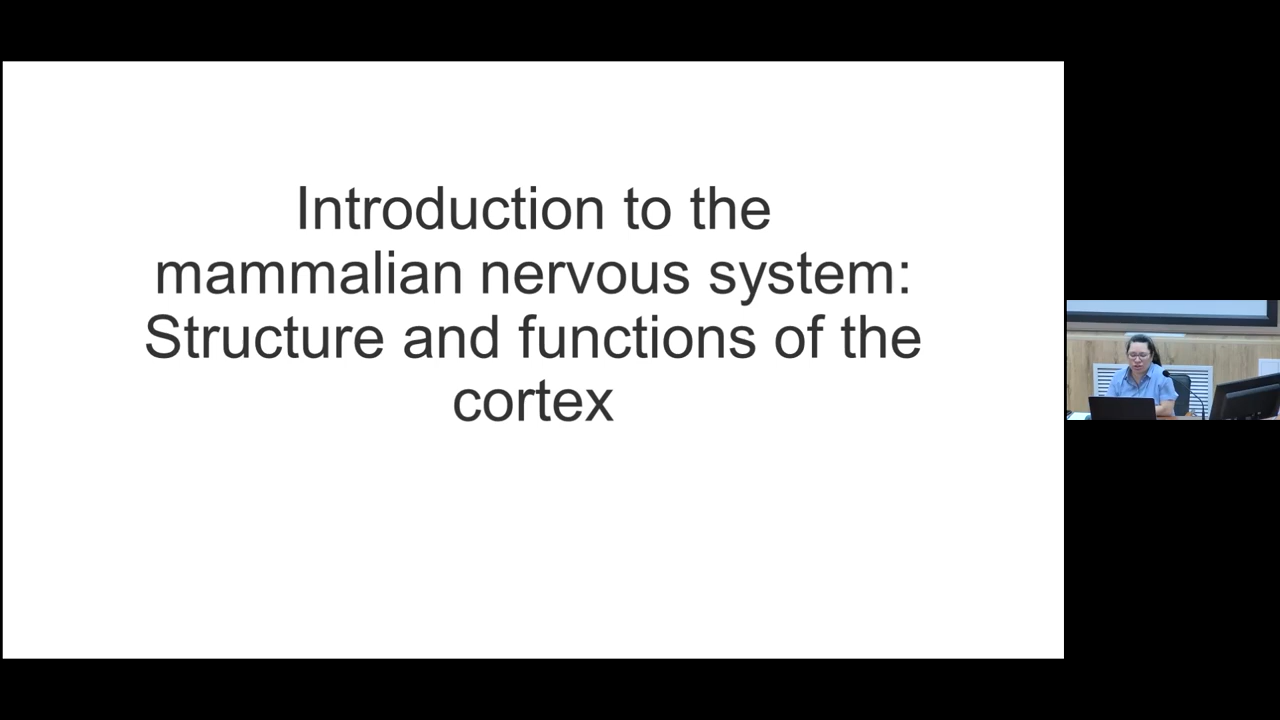 Introduction to the
mammalian nervous system:
Structure and functions of the
cortex